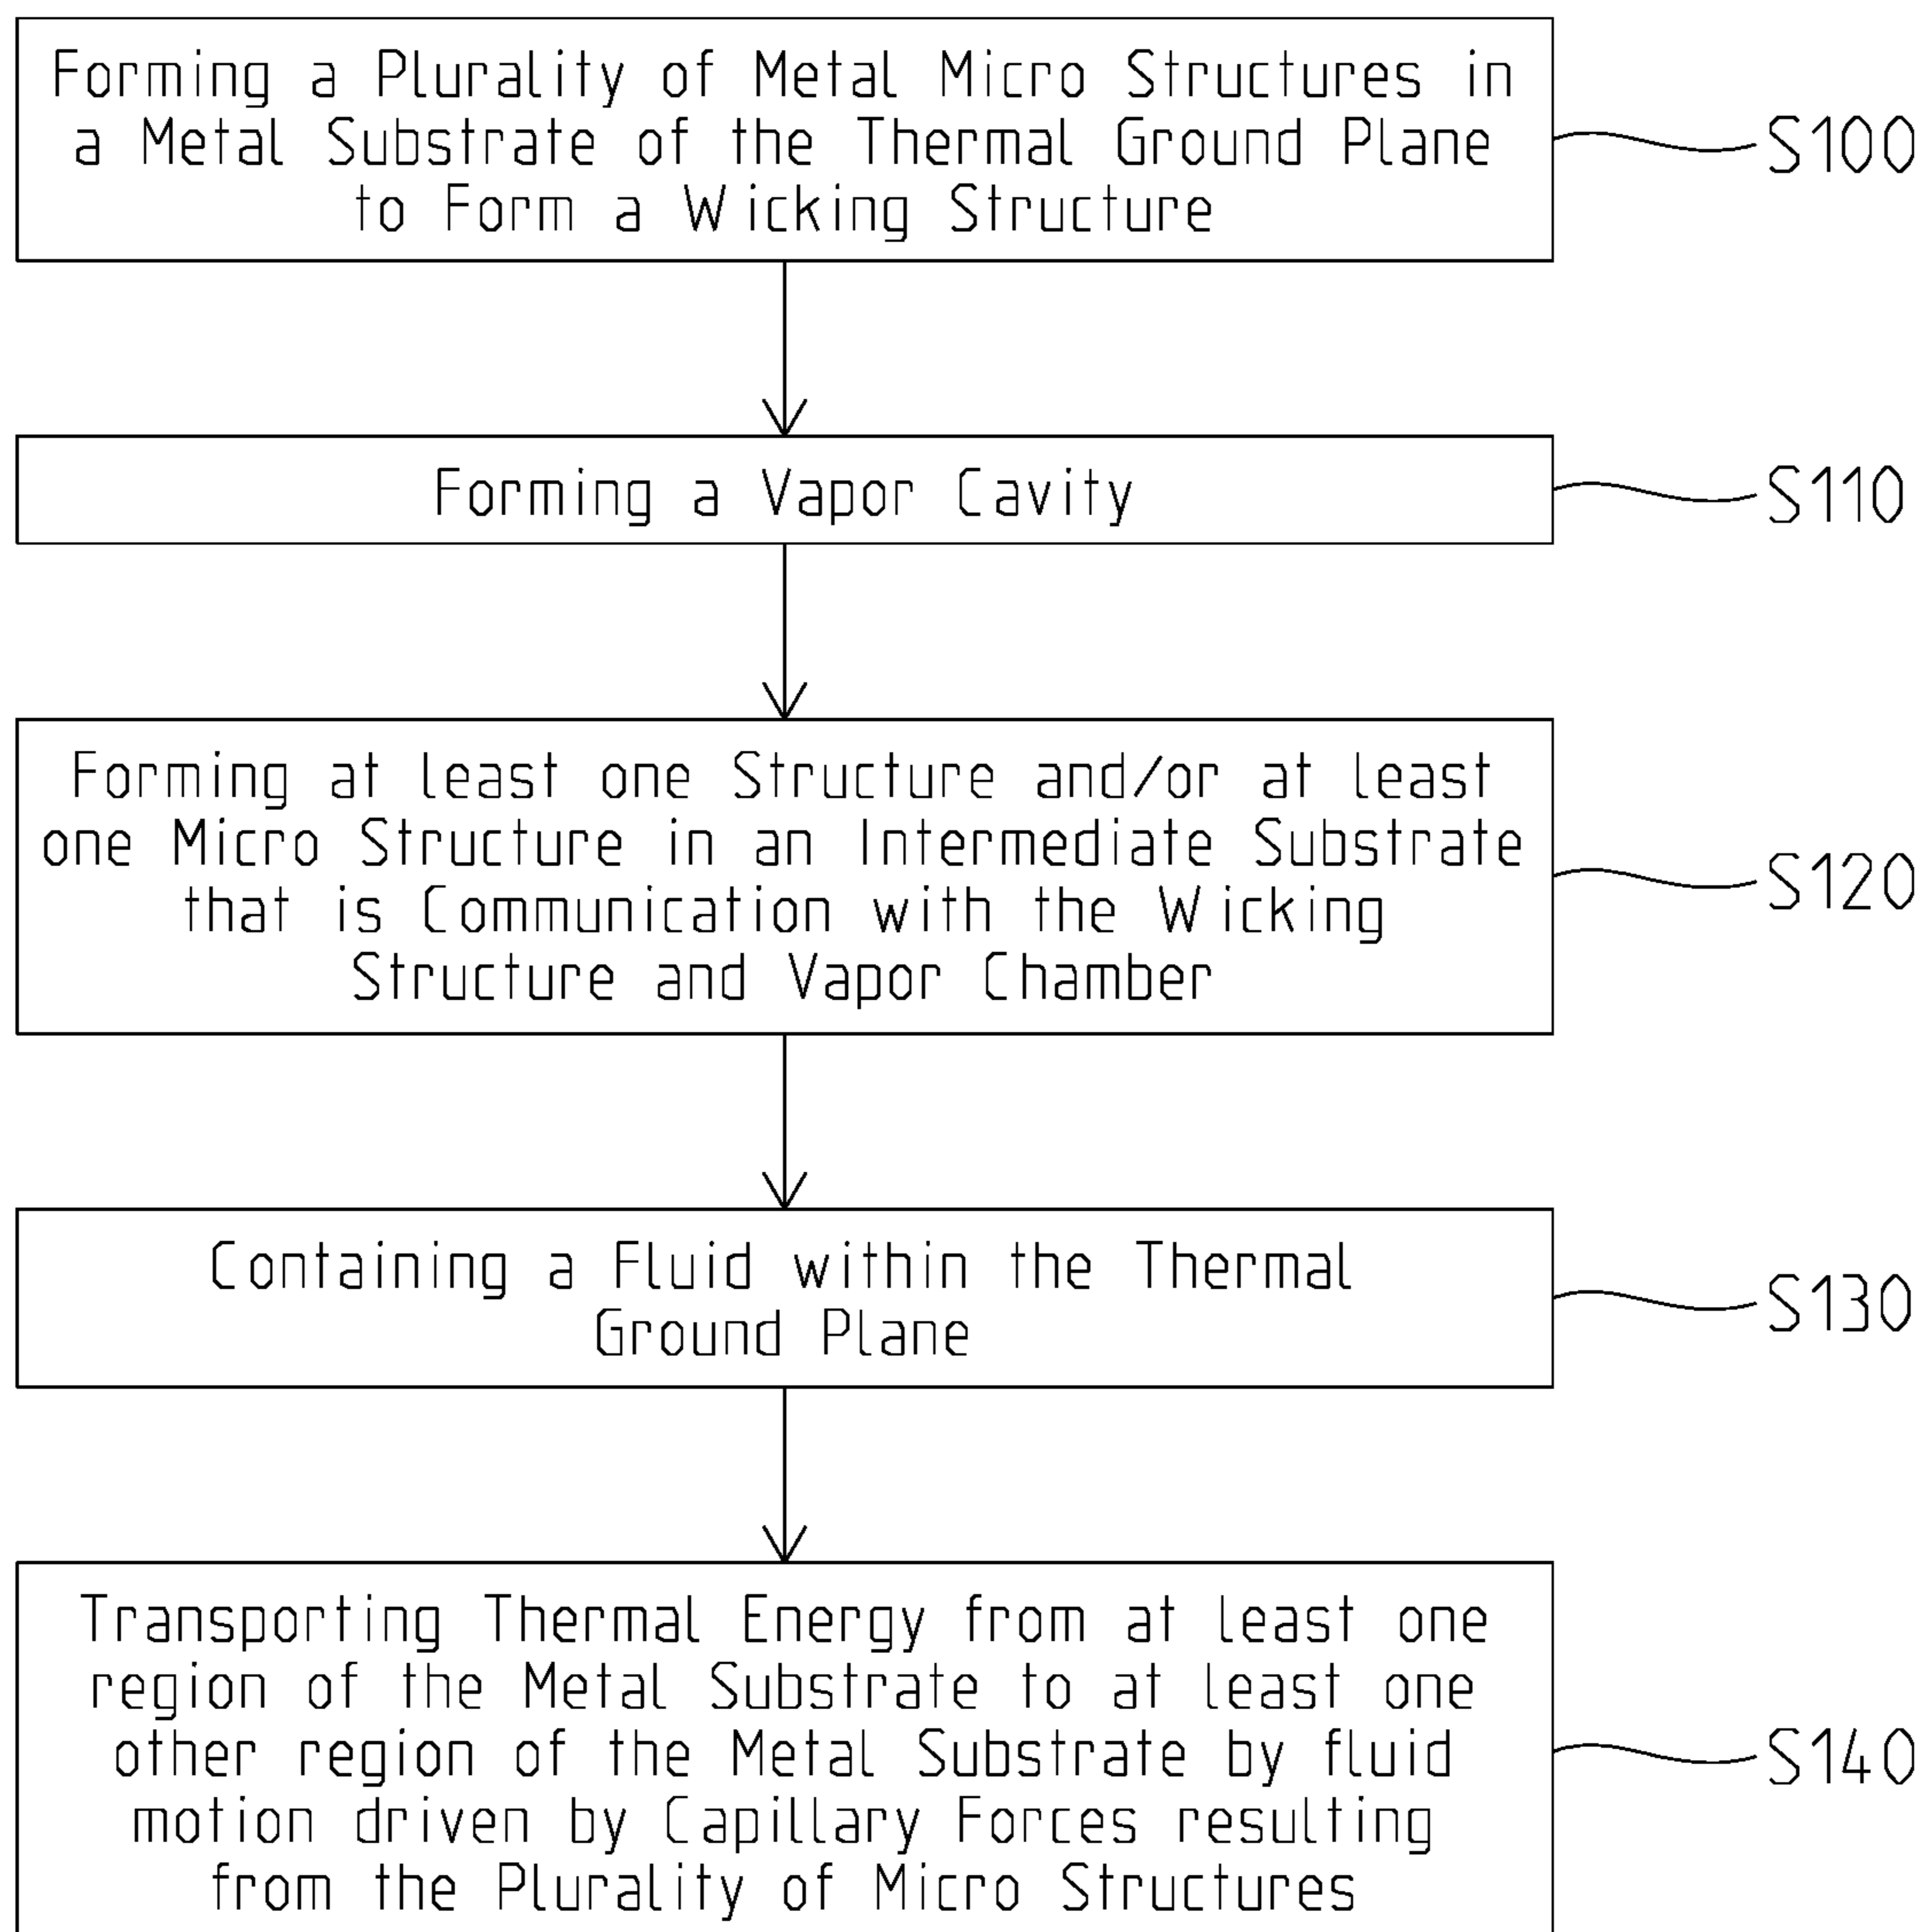 Forming a Plurality of Metal Micro Structures in
a Metal Substrate of the Thermal Ground Plane
to Form a Wicking Structure
S100
Forming a Vapor Cavity
S110
Forming at least one Structure and/or at least
one Micro Structure in an Intermediate Substrate
that is Communication with the Wicking
Structure and Vapor Chamber
S120
Containing a Fluid within the Thermal
Ground Plane
S130
Transporting Thermal Energy from at least one
region of the Metal Substrate to at least one
other region of the Metal Substrate by fluid
motion driven by Capillary Forces resulting
from the Plurality of Micro Structures
S140